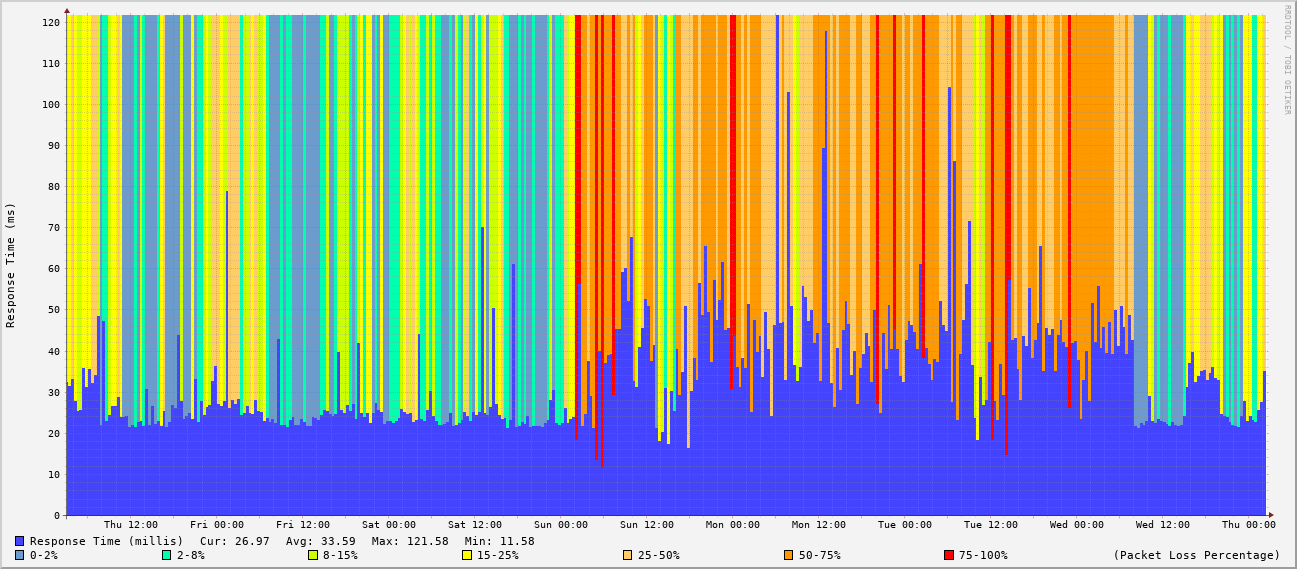 120
110
100
90
80
70
60
50
40
30
20
10
0
Response Time (ms)
RRDTOOL / TOBI OETIKER
Thu 12:00 Fri 00:00 Fri 12:00 Sat 00:00 Sat 12:00 Sun 00:00 Sun 12:00 Mon 00:00 Mon 12:00 Tue 00:00 Tue 12:00 Wed 00:00 Wed 12:00 Thu 00:00
Response Time (millis) Cur: 26.97 Avg: 33.59 Max: 121.58 Min: 11.58
0-2% 2-8% 8-15% 15-25% 25-50% 50-75% 75-100% (Packet Loss Percentage)